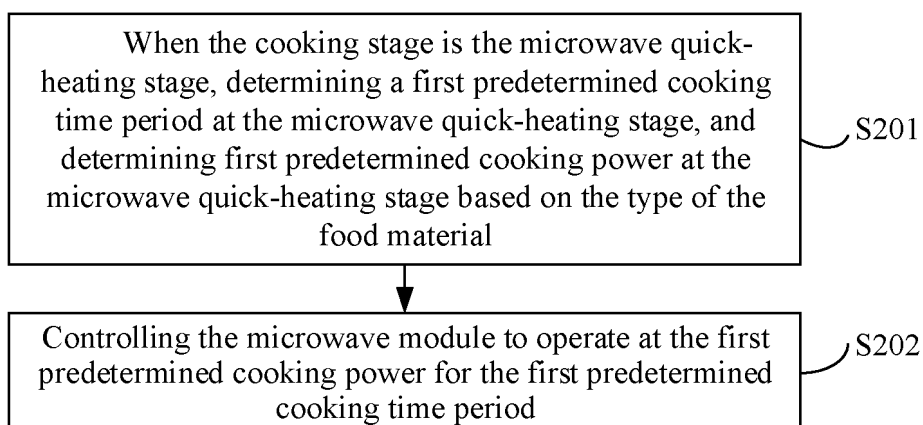 When the cooking stage is the microwave quick-
heating stage, determining a first predetermined cooking
time period at the microwave quick-heating stage, and
determining first predetermined cooking power at the
microwave quick-heating stage based on the type of the
food material
S201
Controlling the microwave module to operate at the first
predetermined cooking power for the first predetermined
cooking time period
S202